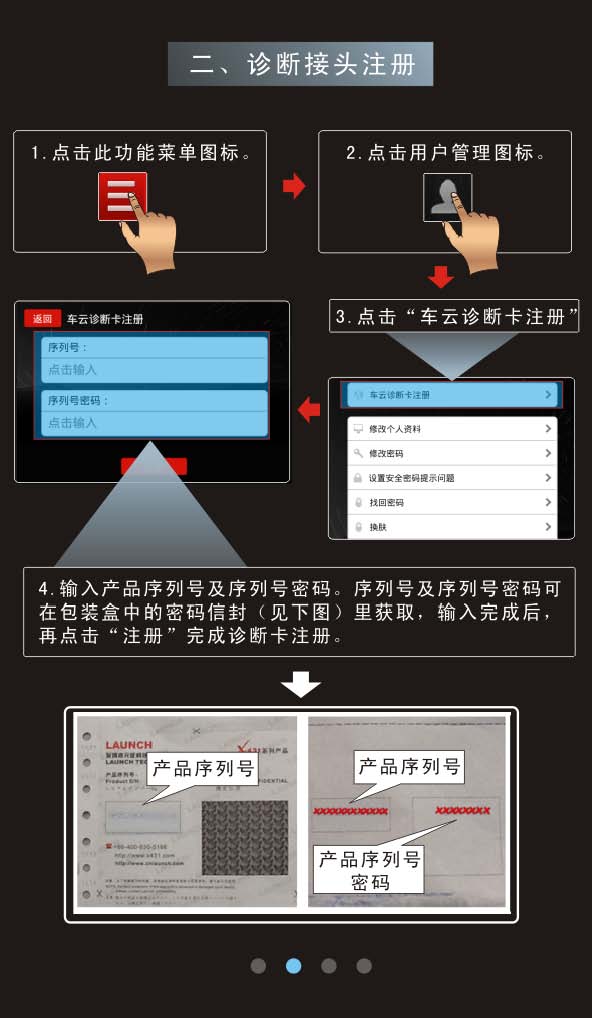 二、诊断接头注册
1.点击此功能菜单图标。
2.点击用户管理图标。
3.点击“车云诊断卡注册”
返回 车云诊断卡注册
序列号：
点击输入
序列号密码：
点击输入
车云诊断卡注册
修改个人资料
修改密码
设置安全密码提示问题
找回密码
换肤
4.输入产品序列号及序列号密码。序列号及序列号密码可
在包装盒中的密码信封（见下图）里获取，输入完成后，
再点击“注册”完成诊断卡注册。
LAUNCH
LAUNCH TEC
X-431系列产品
产品序列号
产品序列号:
Product S/N:
http://www.x431.com
http://www.cnlaunch.com
产品序列号
XXXXXXXXXXXX
XXXXXXXX
产品序列号
密码